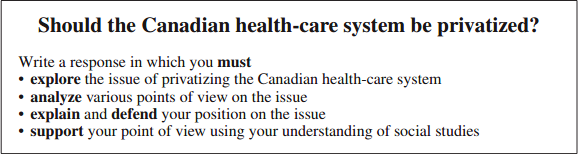 Should the Canadian health-care system be privatized?
Write a response in which you must
• explore the issue of privatizing the Canadian health-care system
• analyze various points of view on the issue
• explain and defend your position on the issue
• support your point of view using your understanding of social studies